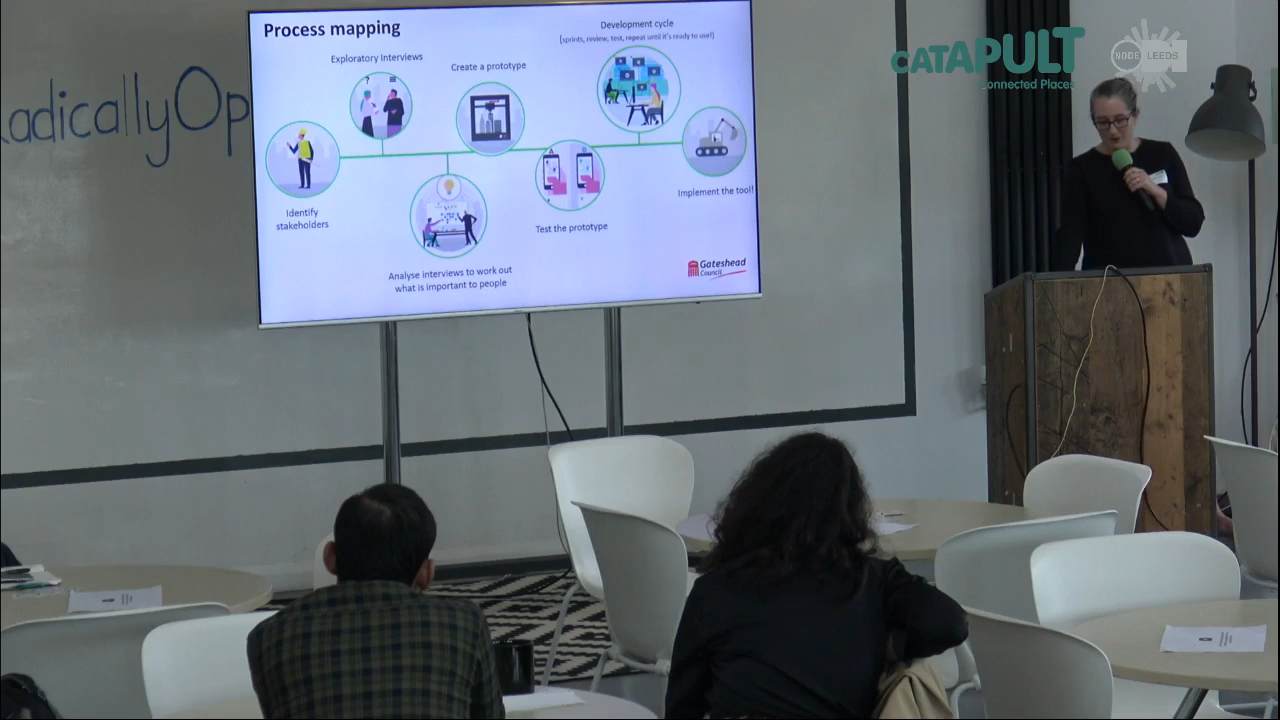 Process mapping
Development cycle
(sprints, review, test, repeat until it's ready to use!)
Exploratory Interviews
Create a prototype
Implement the tool!
Identify
stakeholders
Test the prototype
Analyse interviews to work out
what is important to people
Gateshead
Council
adicallyOp
CATAPULT
Connected Places
NODE LEEDS